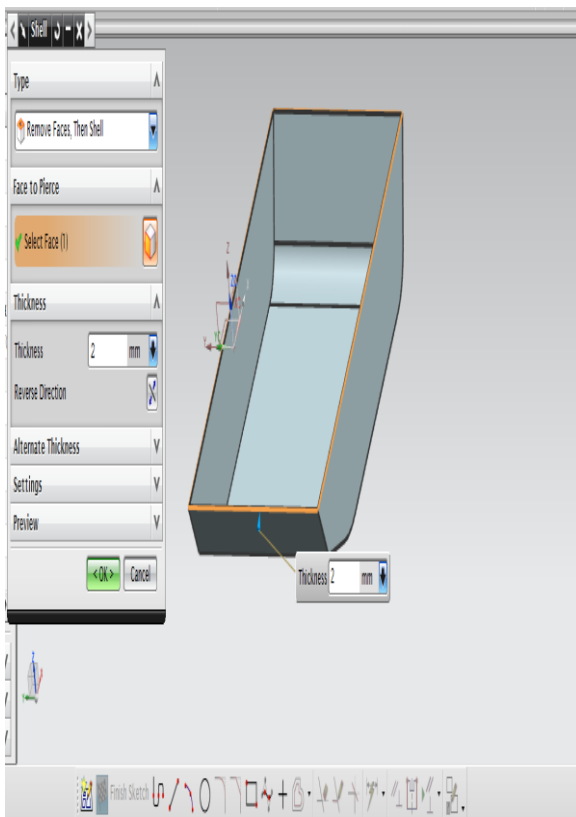 Shell
Type
Remove Faces, Then Shell
Face to Pierce
Select Face (1)
Thickness
Thickness 2 mm
Reverse Direction
Alternate Thickness
Settings
Preview
<OK> Cancel
Thickness 2 mm
Z
Finish Sketch